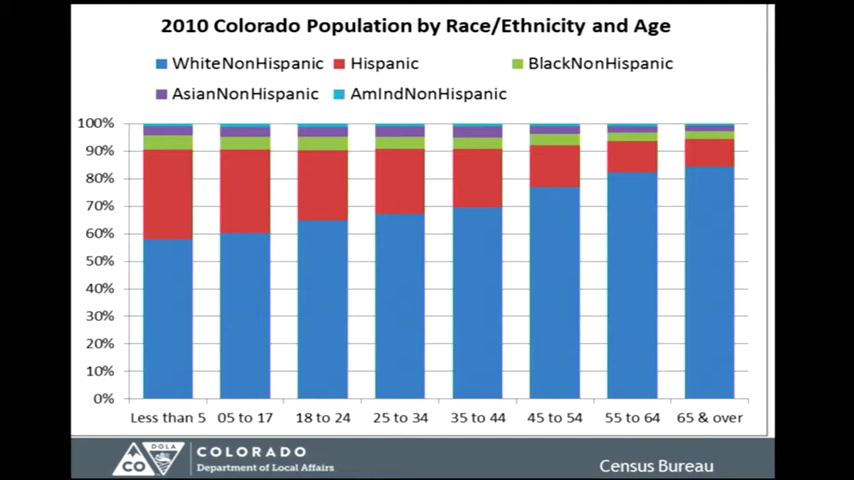 2010 Colorado Population by Race/Ethnicity and Age
WhiteNonHispanic Hispanic BlackNonHispanic
AsianNonHispanic AmIndNonHispanic
100%
90%
80%
70%
60%
50%
40%
30%
20%
10%
0%
Less than 5 05 to 17 18 to 24 25 to 34 35 to 44 45 to 54 55 to 64 65 & over
CO DOLA COLORADO
Department of Local Affairs
Census Bureau